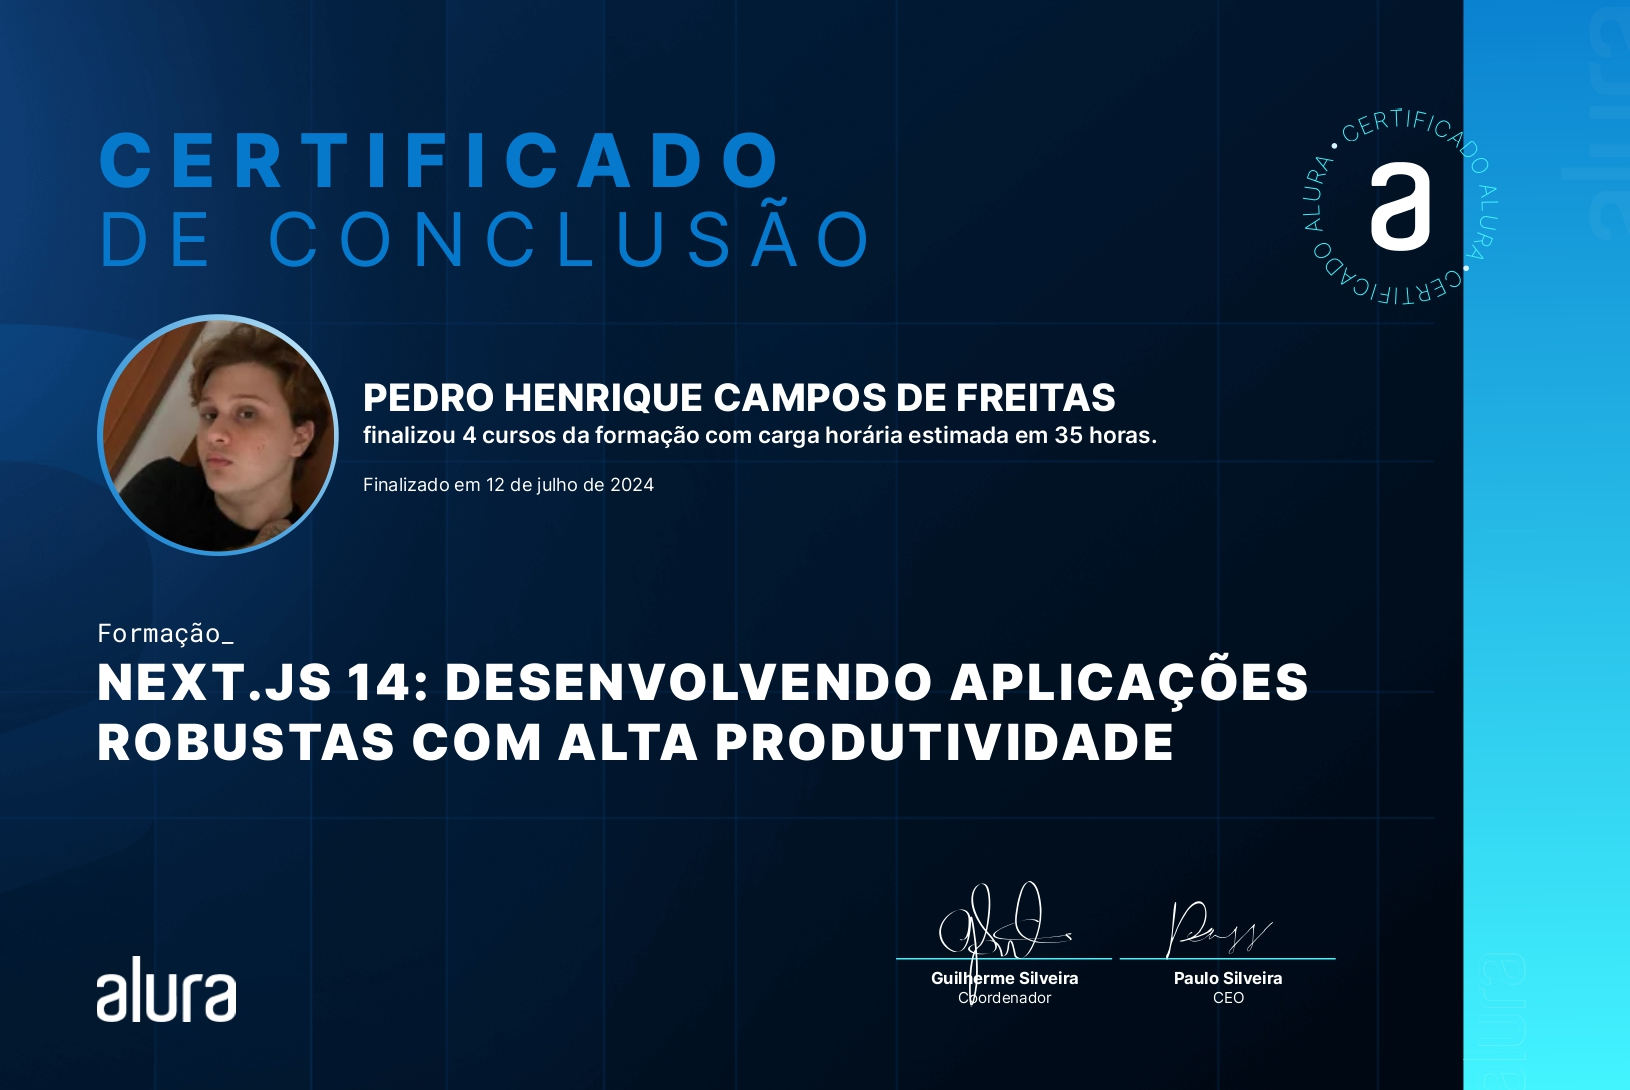 CERTIFICADO
DE CONCLUSÃO
CERTIFICADO ALURA • CERTIFICADO ALURA •
a
alura
PEDRO HENRIQUE CAMPOS DE FREITAS
finalizou 4 cursos da formação com carga horária estimada em 35 horas.
Finalizado em 12 de julho de 2024
Formação_
NEXT.JS 14: DESENVOLVENDO APLICAÇÕES
ROBUSTAS COM ALTA PRODUTIVIDADE
Guilherme Silveira
Coordenador
Paulo Silveira
CEO
alura
alura